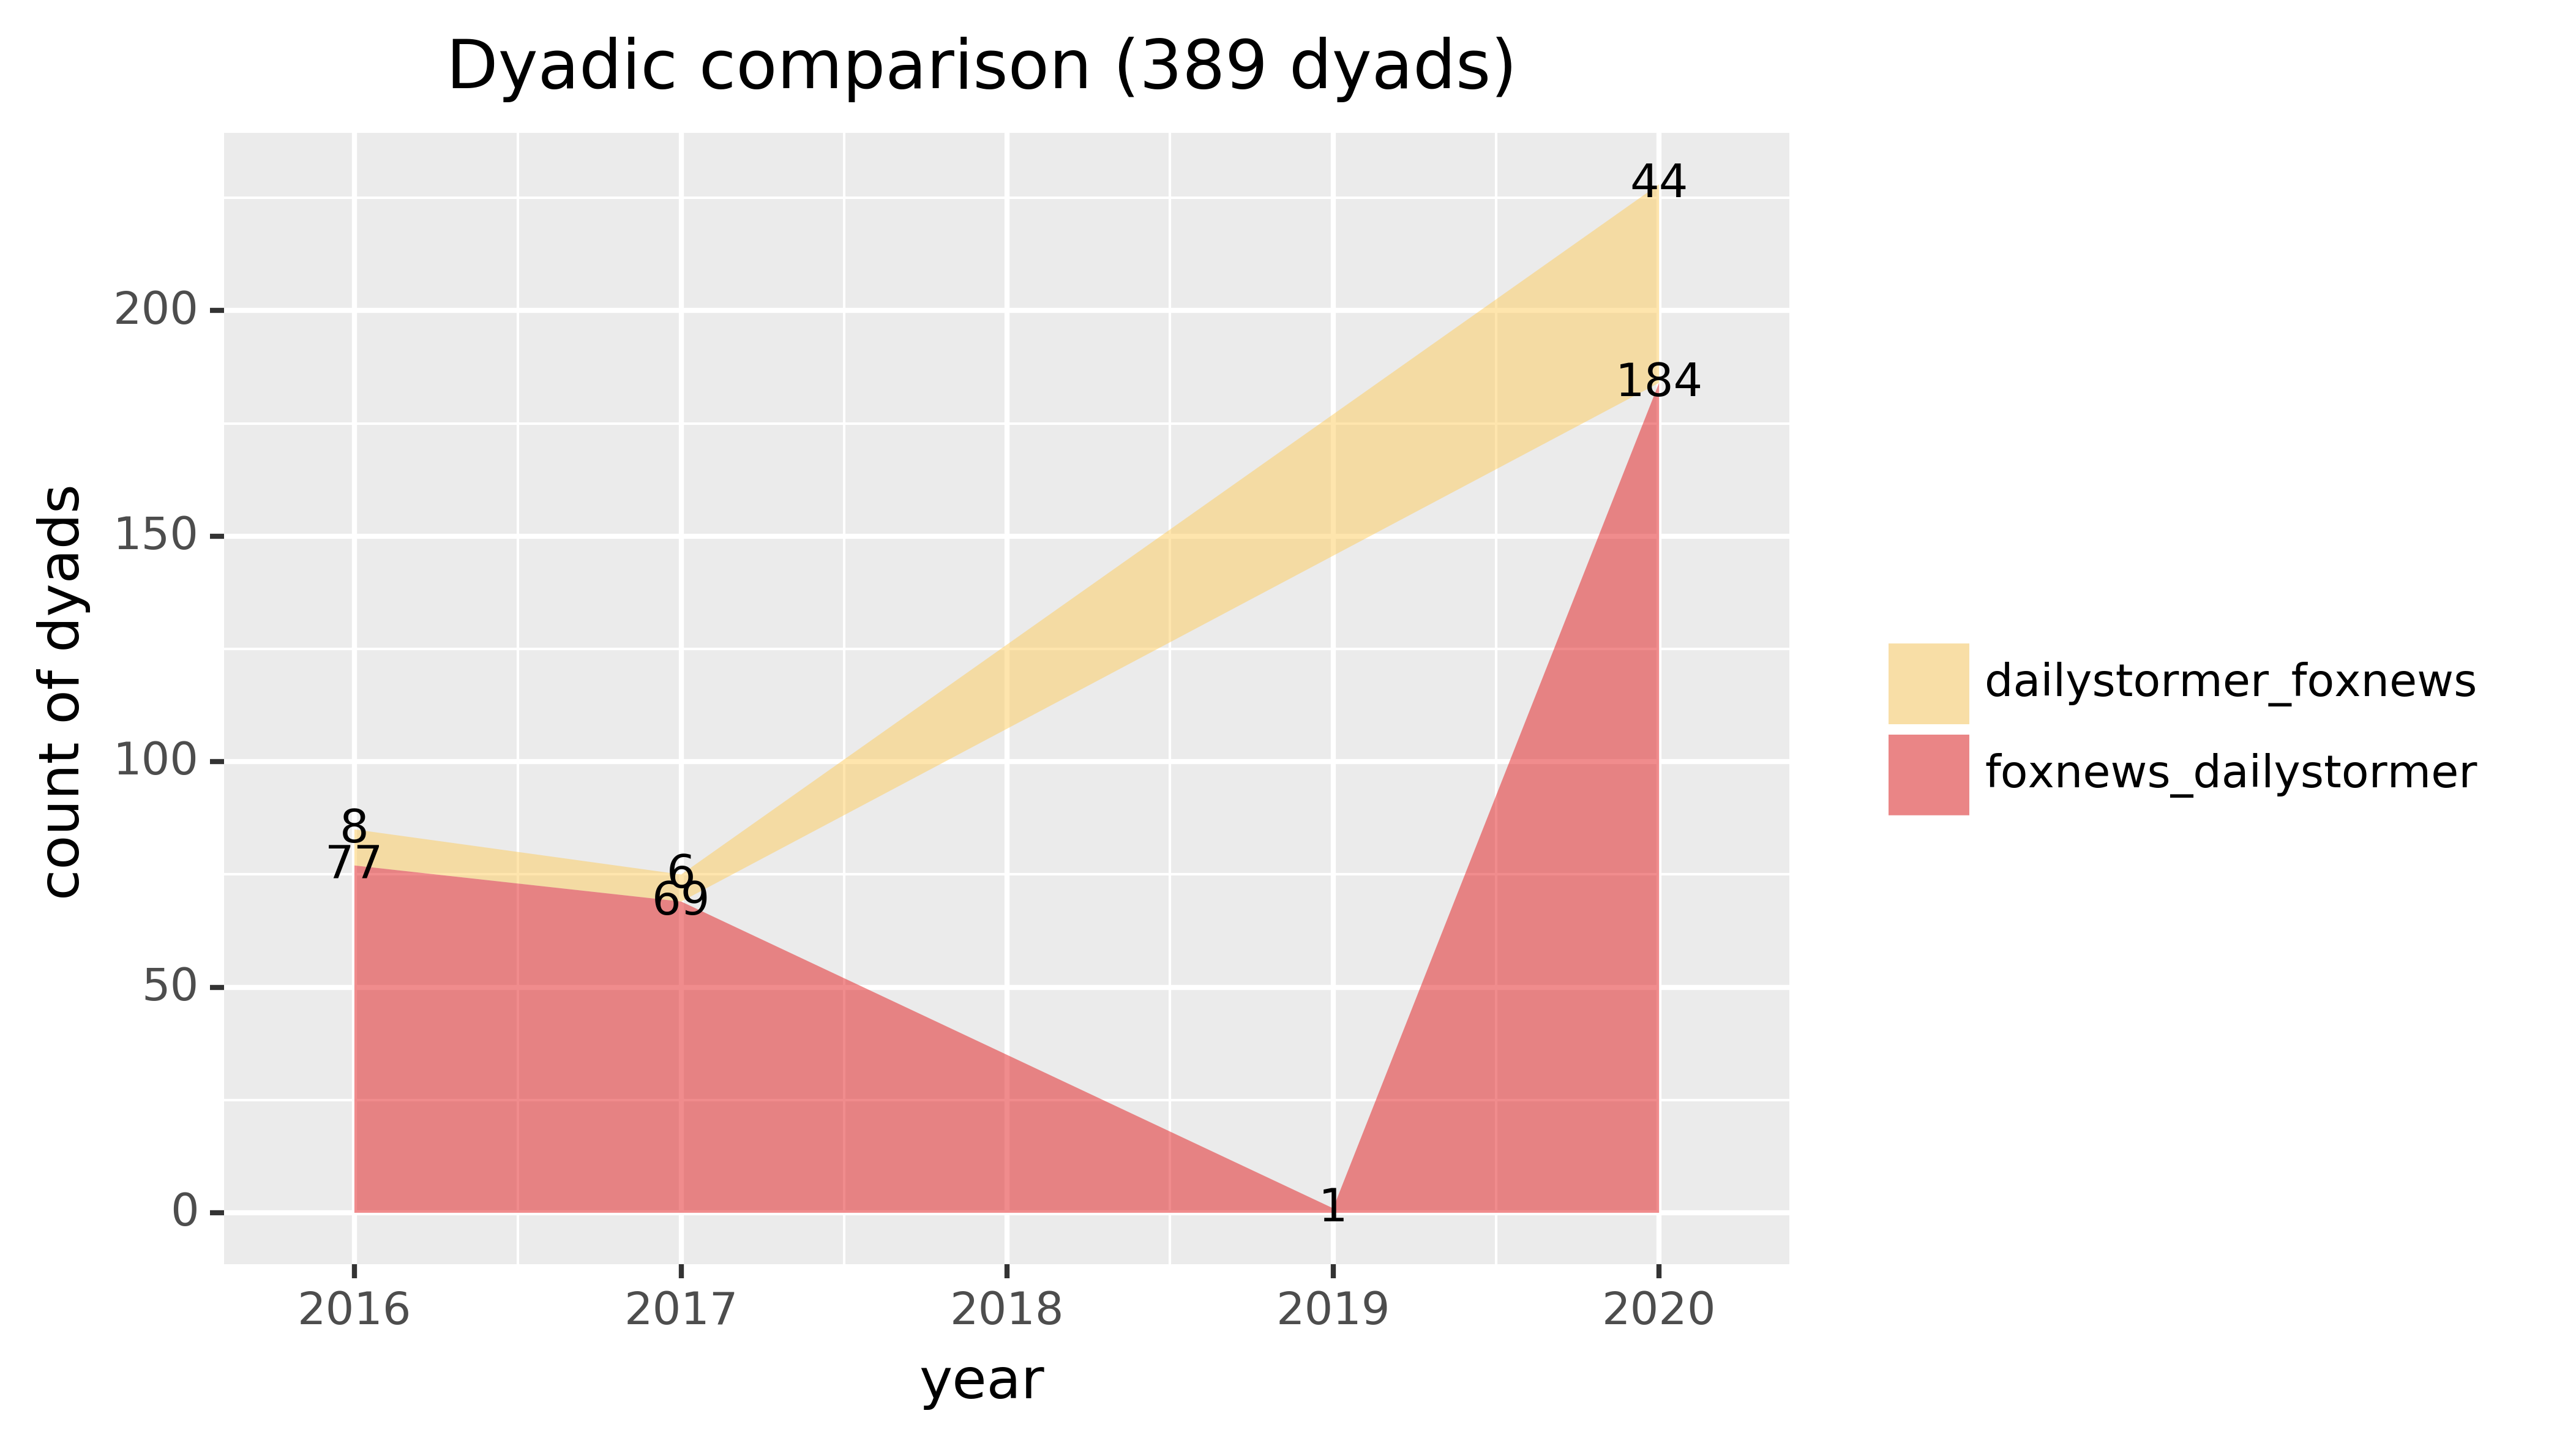 Dyadic comparison (389 dyads)
44
184
8
77
6
69
1
200
150
100
50
0
count of dyads
2016 2017 2018 2019 2020
year
dailystormer_foxnews
foxnews_dailystormer